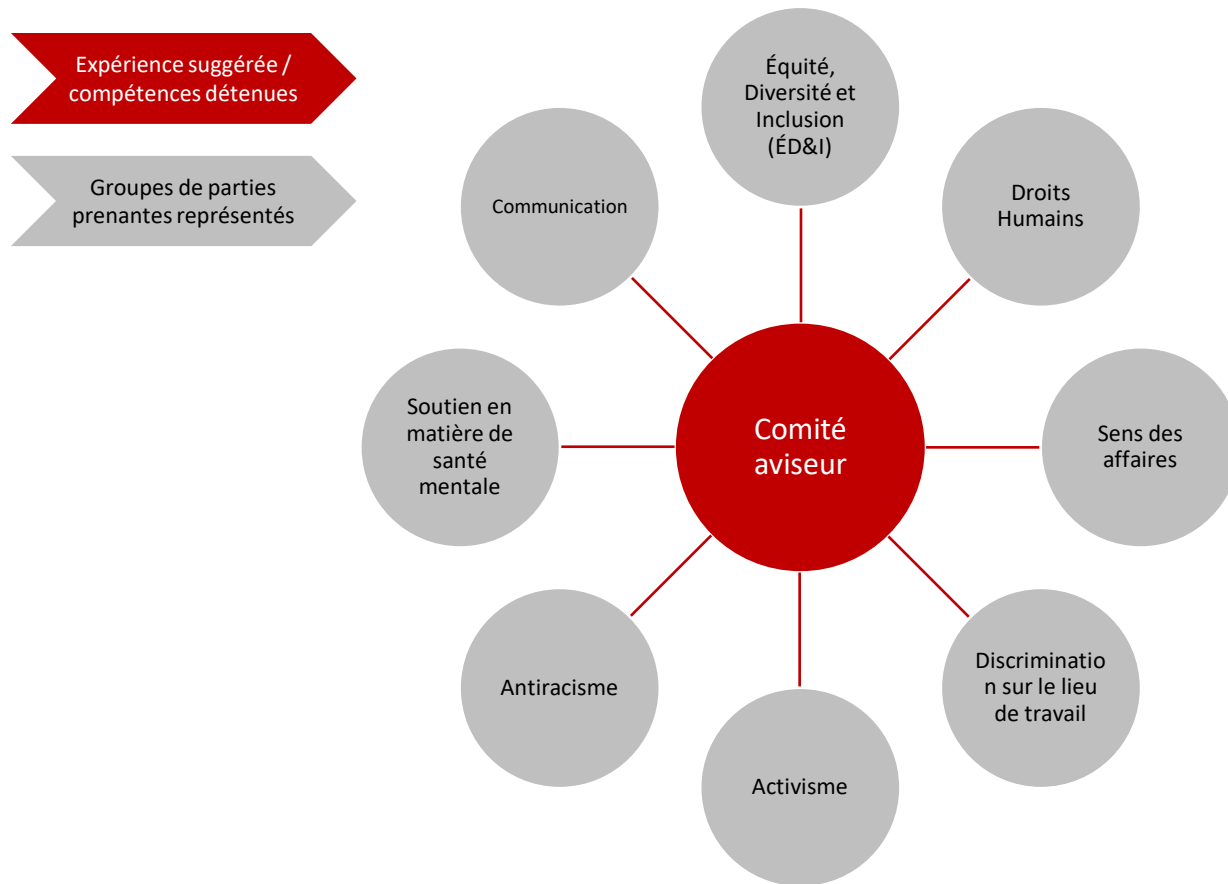 Expérience suggérée /
compétences détenues
Groupes de parties
prenantes représentés
Équité,
Diversité et
Inclusion
(ÉD&I)
Droits
Humains
Sens des
affaires
Discriminatio
n sur le lieu
de travail
Activisme
Antiracisme
Soutien en
matière de
santé
mentale
Communication
Comité
aviseur